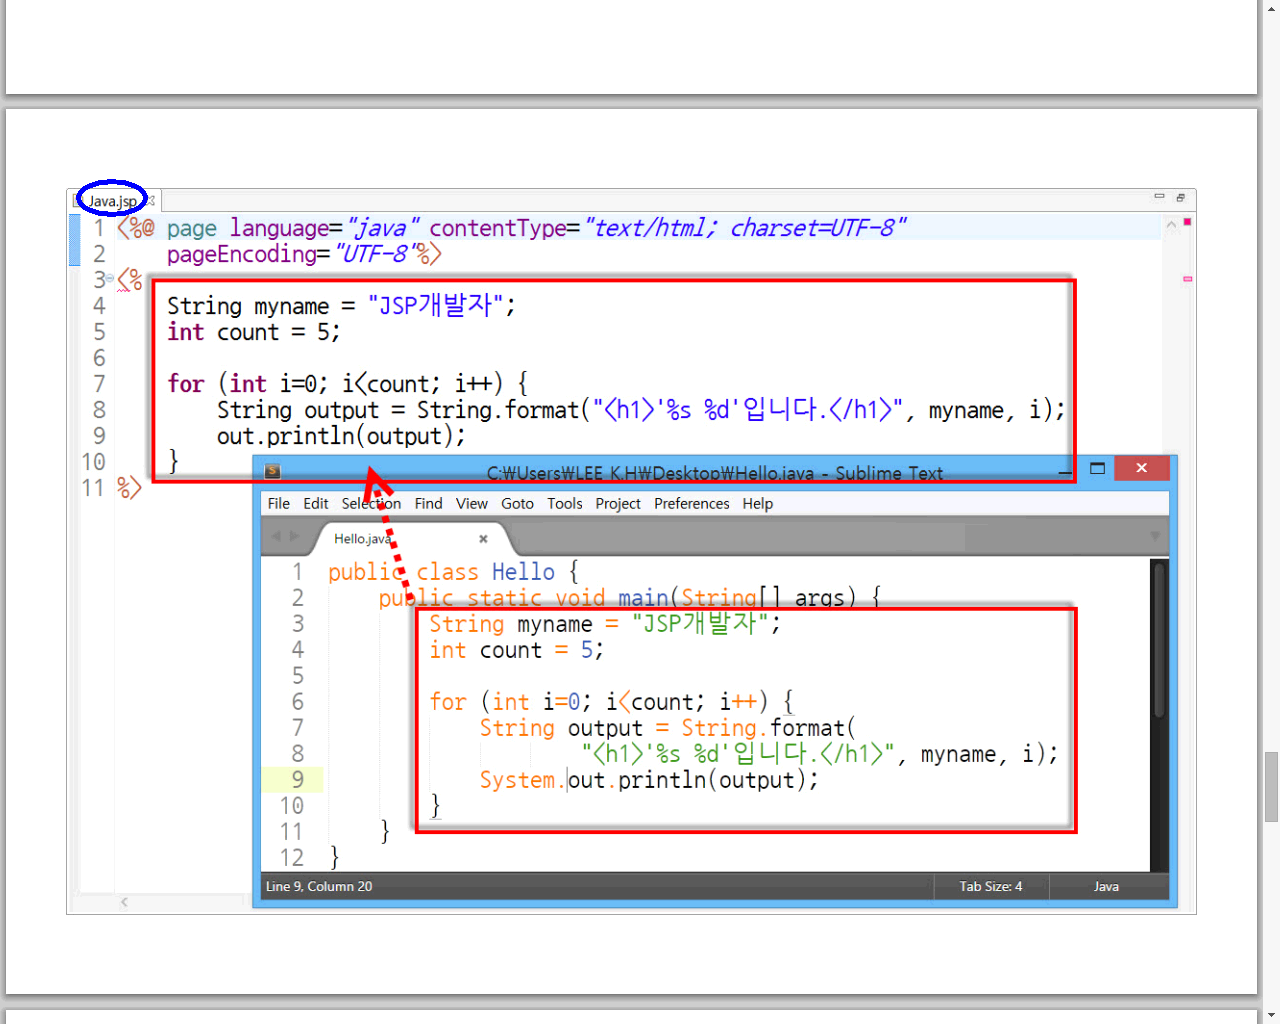 Java.jsp
1 <%@ page language="java" contentType="text/html; charset=UTF-8"
2     pageEncoding="UTF-8"%>
3 <%
4     String myname = "JSP개발자";
5     int count = 5;
6
7     for (int i=0; i<count; i++) {
8         String output = String.format("<h1>'%s %d'입니다.</h1>", myname, i);
9         out.println(output);
10     }
11 %>
C:₩Users₩LEE K.H₩Desktop₩Hello.java - Sublime Text
File Edit Selection Find View Goto Tools Project Preferences Help
Hello.java
1 public class Hello {
2     public static void main(String[] args) {
3         String myname = "JSP개발자";
4         int count = 5;
5
6         for (int i=0; i<count; i++) {
7             String output = String.format(
8                     "<h1>'%s %d'입니다.</h1>", myname, i);
9             System.out.println(output);
10         }
11     }
12 }
Line 9, Column 20 Tab Size: 4 Java